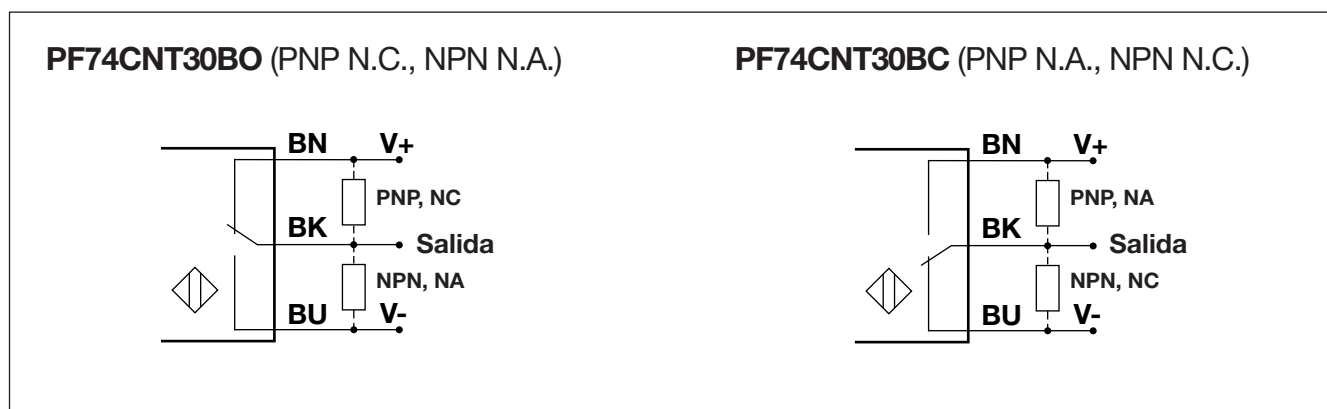 PF74CNT30BO (PNP N.C., NPN N.A.)
BN V+
PNP, NC
BK Salida
NPN, NA
BU V-
PF74CNT30BC (PNP N.A., NPN N.C.)
BN V+
PNP, NA
BK Salida
NPN, NC
BU V-